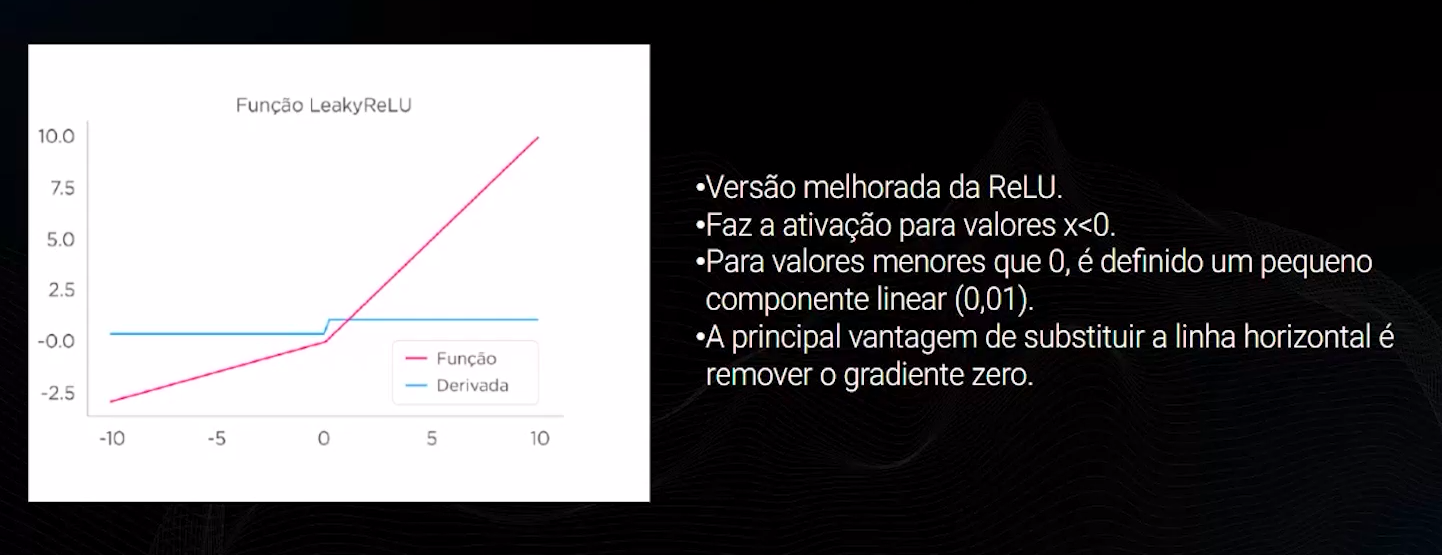 Função LeakyReLU
10.0
7.5
5.0
2.5
-0.0
-2.5
-10
-5
0
5
10
Função
Derivada
•Versão melhorada da ReLU.
•Faz a ativação para valores x<0.
•Para valores menores que 0, é definido um pequeno
componente linear (0,01).
•A principal vantagem de substituir a linha horizontal é
remover o gradiente zero.